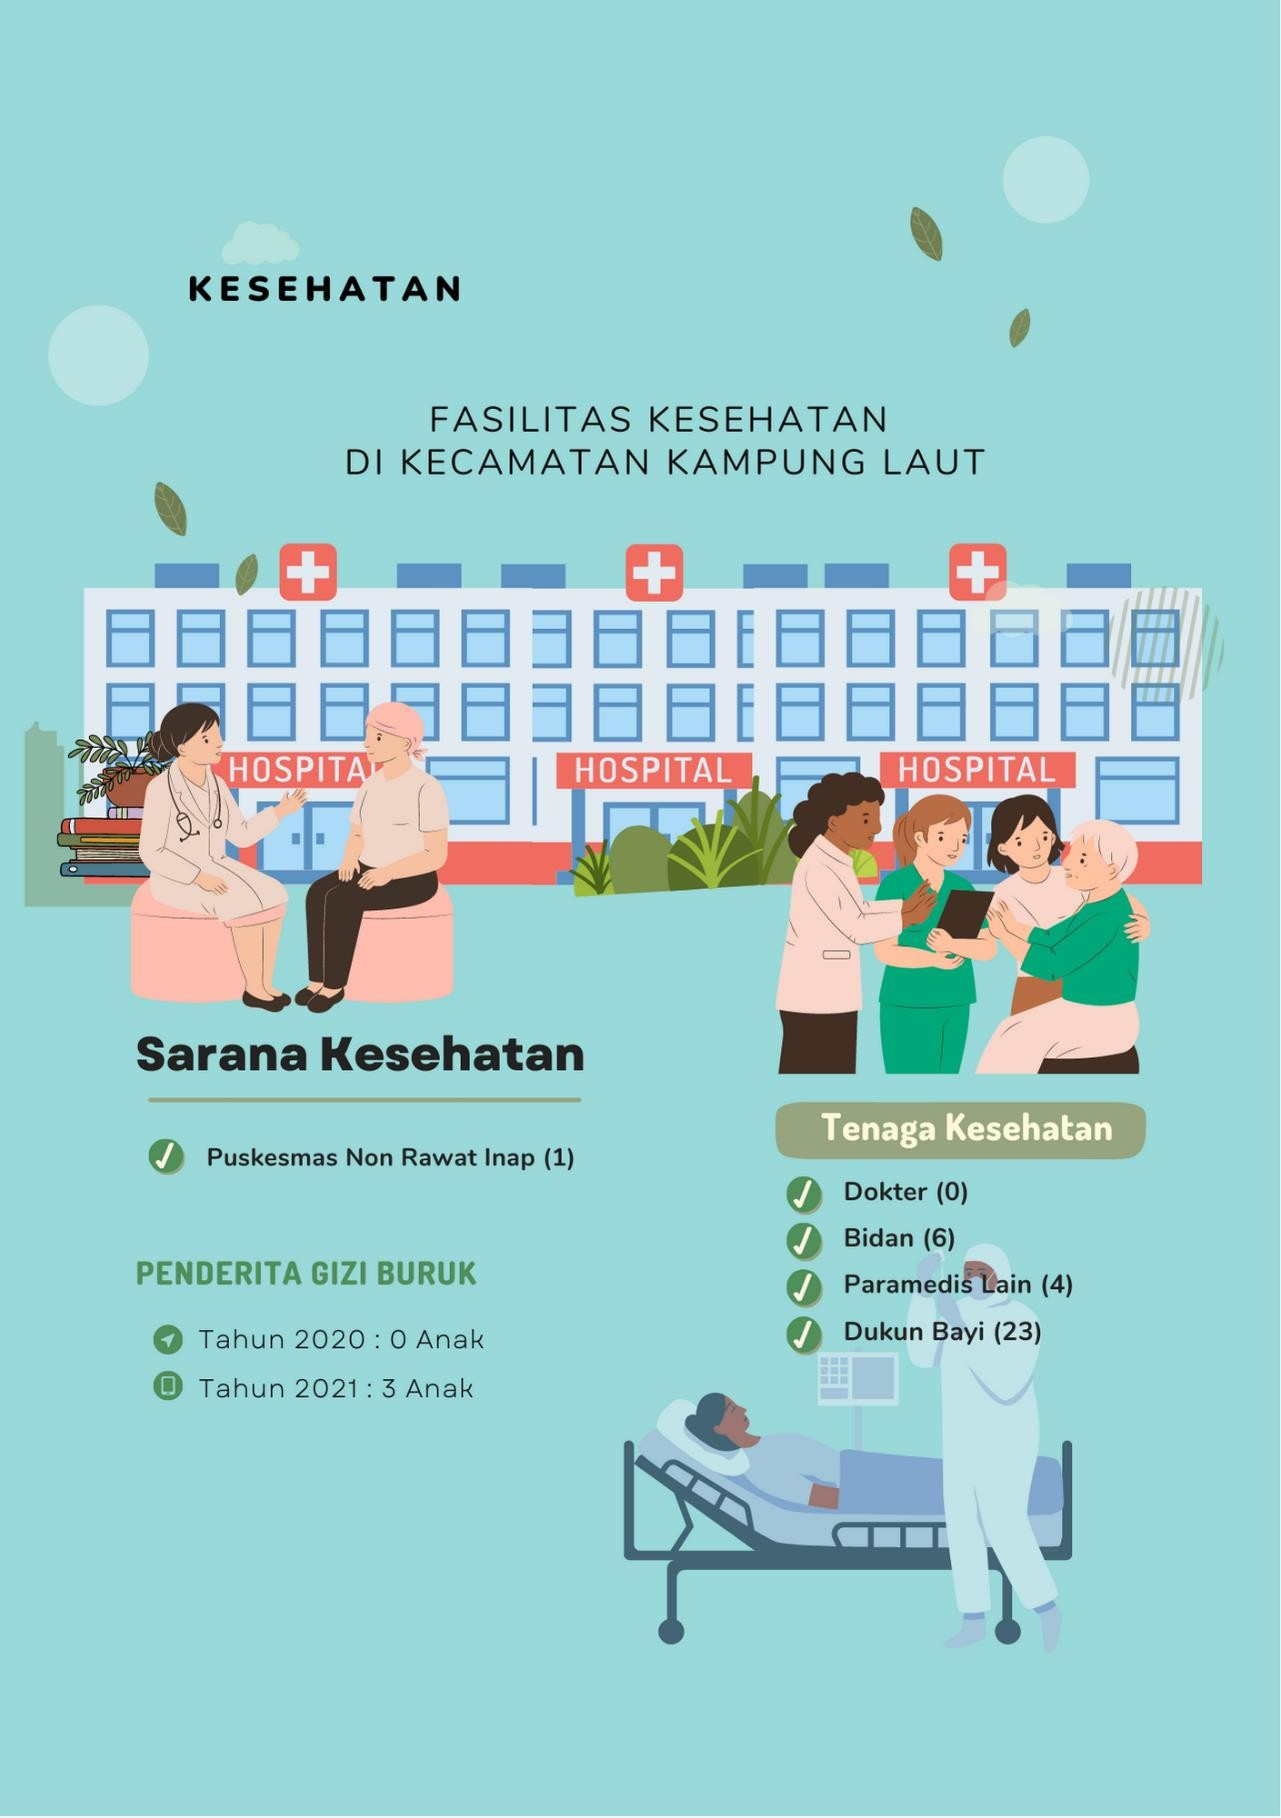 KESEHATAN
FASILITAS KESEHATAN
DI KECAMATAN KAMPUNG LAUT
HOSPITAL
HOSPITAL
HOSPITAL
Sarana Kesehatan
Puskesmas Non Rawat Inap (1)
PENDERITA GIZI BURUK
Tahun 2020 : 0 Anak
Tahun 2021 : 3 Anak
Tenaga Kesehatan
Dokter (0)
Bidan (6)
Paramedis Lain (4)
Dukun Bayi (23)